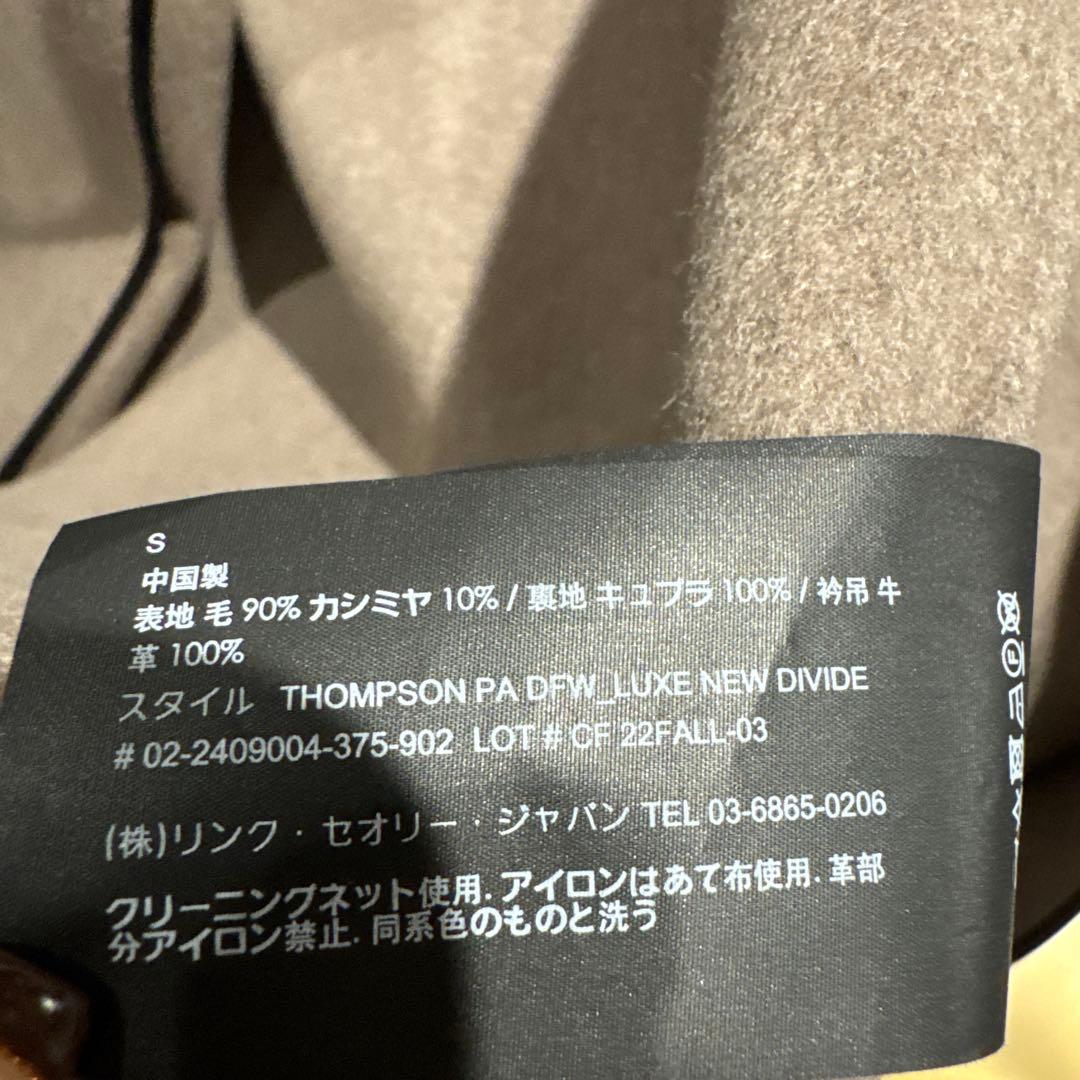 S
中国製
表地 毛 90% カシミヤ 10% / 裏地 キュプラ 100% / 衿吊 牛
革 100%
スタイル THOMPSON PA DFW_LUXE NEW DIVIDE
# 02-2409004-375-902 LOT # CF 22FALL-03
(株)リンク・セオリー・ジャパン TEL 03-6865-0206
クリーニングネット使用. アイロンはあて布使用. 革部
分アイロン禁止. 同系色のものと洗う